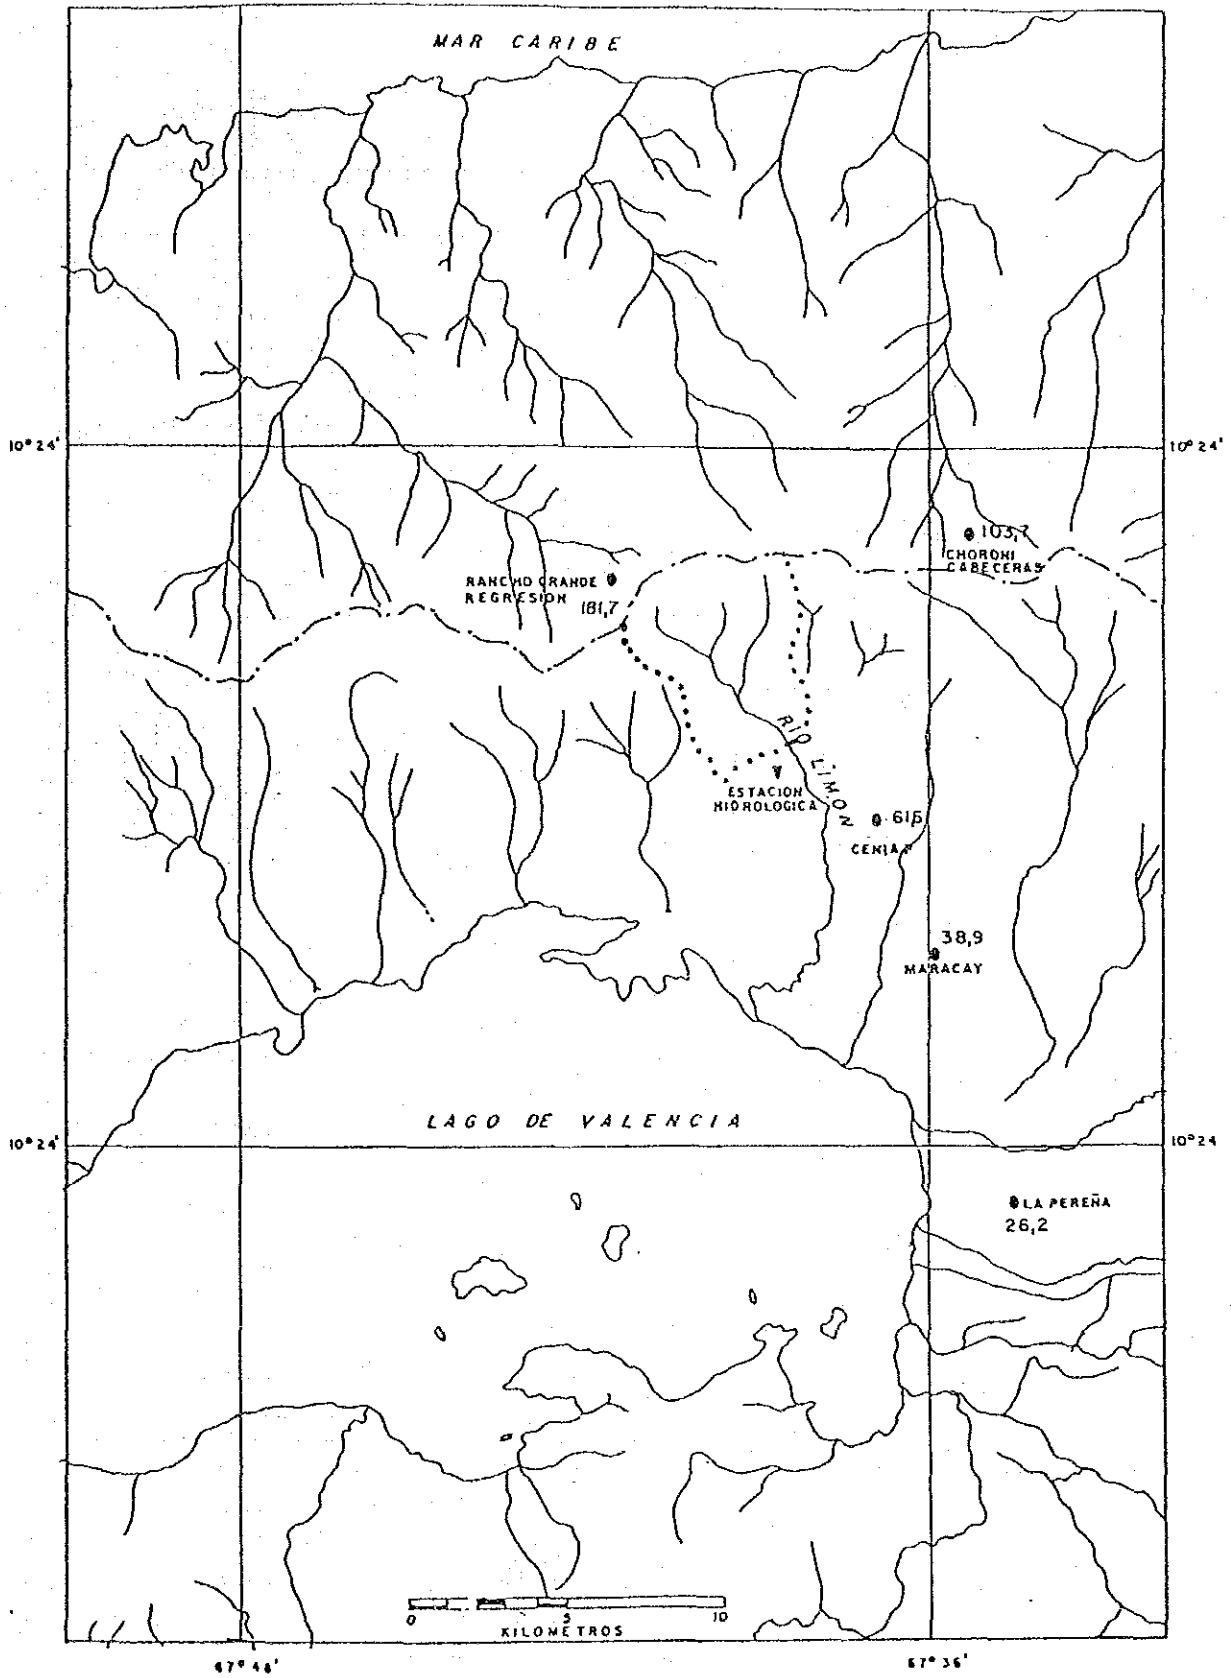 MAR CARIBE
10° 24'
10° 24'
103,7
CHORONI
CABECERAS
RANCHO GRANDE
REGRESION
181,7
RIO LIMON
ESTACION
HIDROLOGICA
61,5
CENIAP
38,9
MARACAY
LAGO DE VALENCIA
10° 24'
10° 24
LA PEREÑA
26,2
0 5 10
KILOMETROS
67° 48'
67° 36'